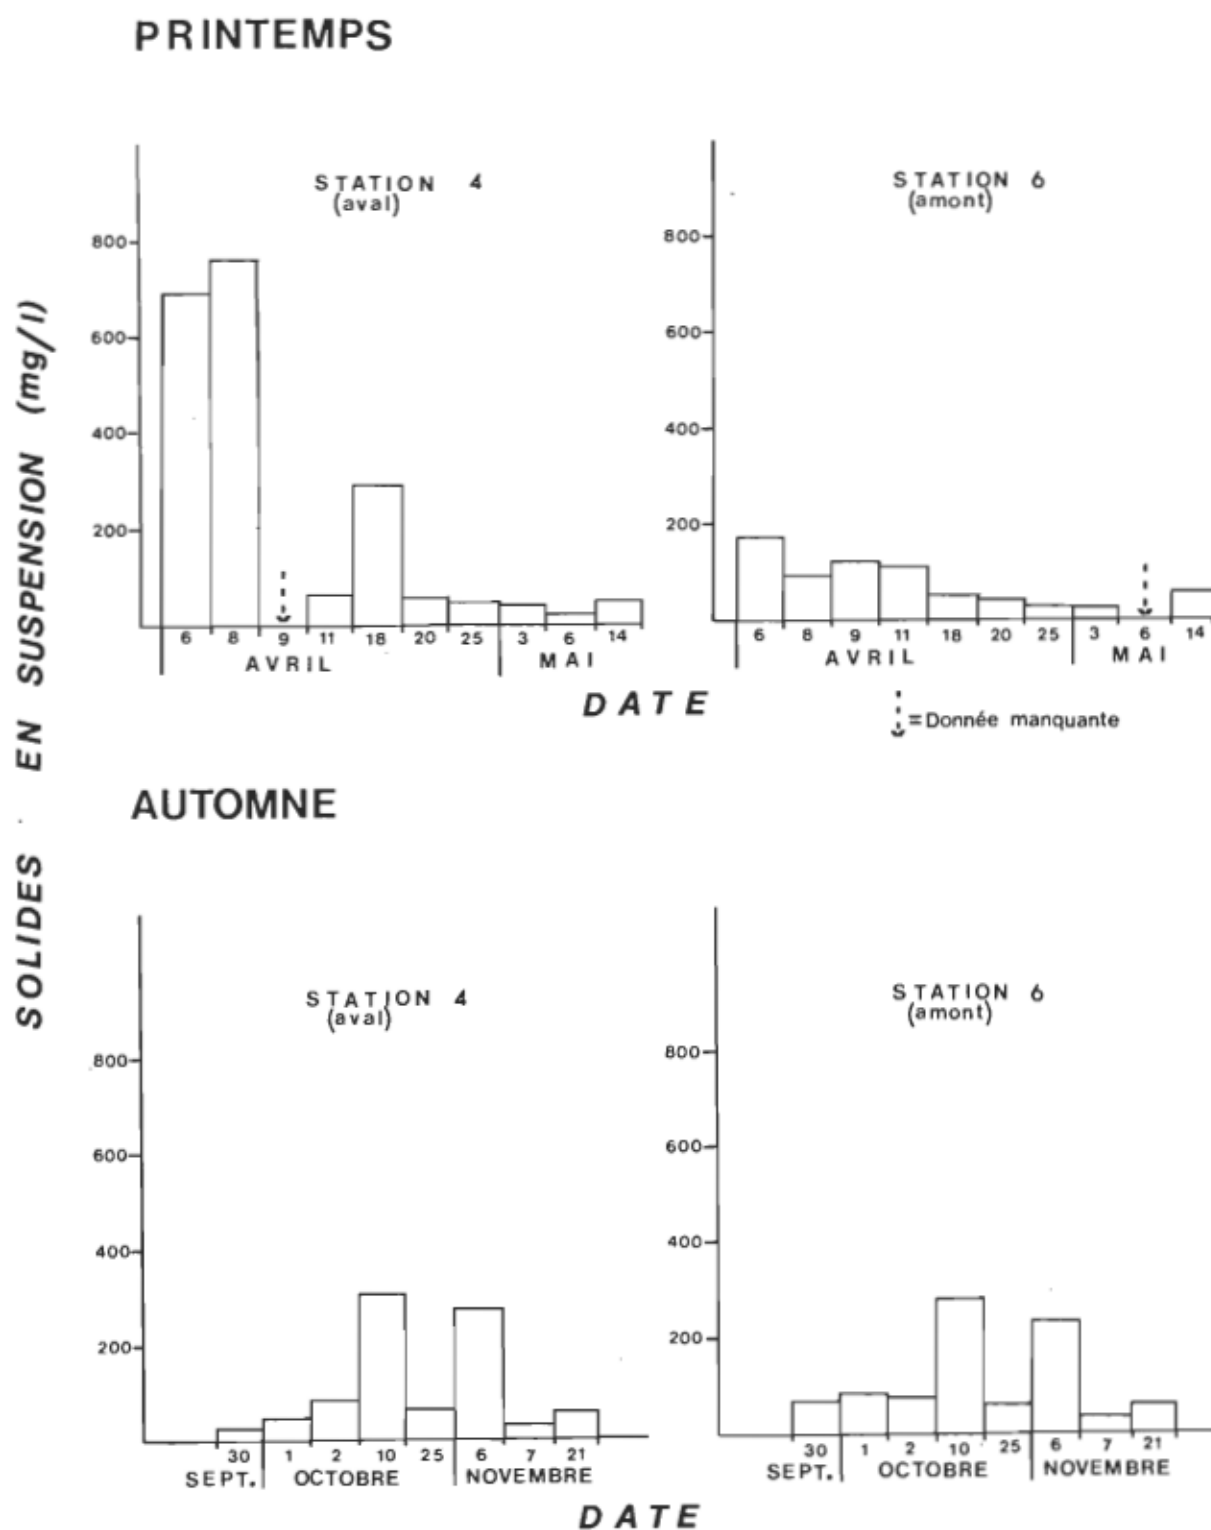 PRINTEMPS
SOLIDES EN SUSPENSION (mg/l)
STATION 4
(aval)
800
600
400
200
6 8 9 11 18 20 25 3 6 14
AVRIL MAI
STATION 6
(amont)
800
600
400
200
6 8 9 11 18 20 25 3 6 14
AVRIL MAI
DATE
= Donnée manquante
AUTOMNE
STATION 4
(aval)
800
600
400
200
30 1 2 10 25 6 7 21
SEPT. OCTOBRE NOVEMBRE
STATION 6
(amont)
800
600
400
200
30 1 2 10 25 6 7 21
SEPT. OCTOBRE NOVEMBRE
DATE